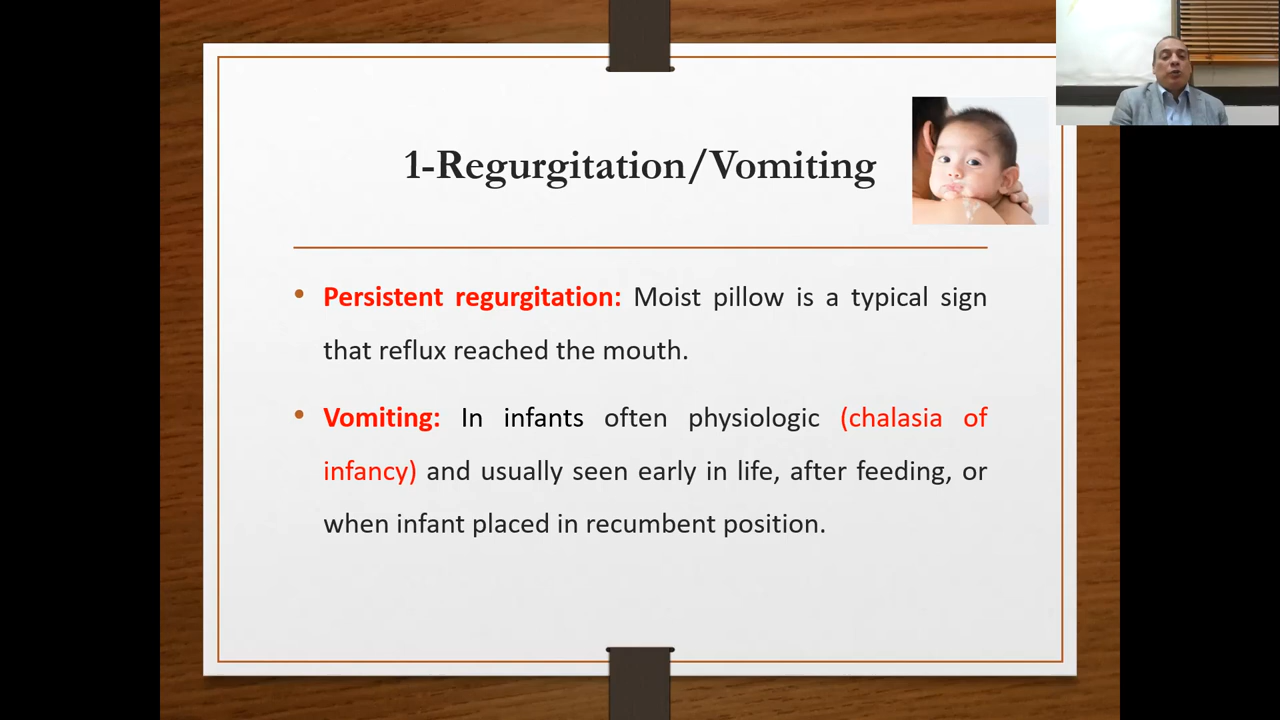 1-Regurgitation/Vomiting
• Persistent regurgitation: Moist pillow is a typical sign
that reflux reached the mouth.
• Vomiting: In infants often physiologic (chalasia of
infancy) and usually seen early in life, after feeding, or
when infant placed in recumbent position.